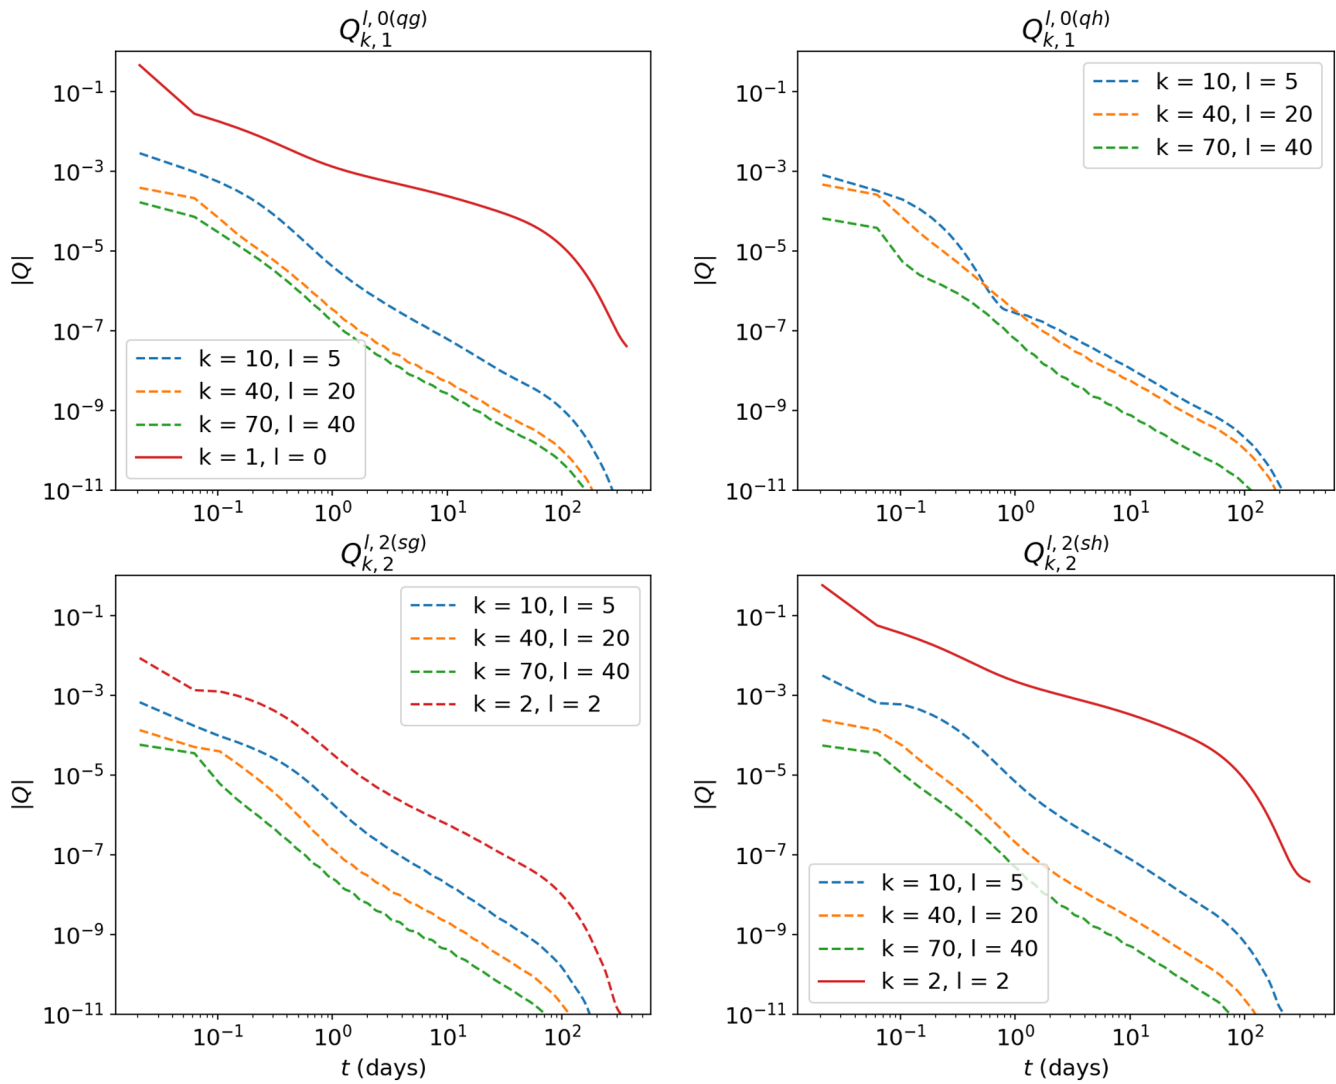 Q_{k,1}^{l,0(qg)}
|Q|
10^{-1}
10^{-3}
10^{-5}
10^{-7}
10^{-9}
10^{-11}
k = 10, l = 5
k = 40, l = 20
k = 70, l = 40
k = 1, l = 0
10^{-1} 10^{0} 10^{1} 10^{2}
Q_{k,1}^{l,0(qh)}
|Q|
10^{-1}
10^{-3}
10^{-5}
10^{-7}
10^{-9}
10^{-11}
k = 10, l = 5
k = 40, l = 20
k = 70, l = 40
10^{-1} 10^{0} 10^{1} 10^{2}
Q_{k,2}^{l,2(sg)}
|Q|
10^{-1}
10^{-3}
10^{-5}
10^{-7}
10^{-9}
10^{-11}
k = 10, l = 5
k = 40, l = 20
k = 70, l = 40
k = 2, l = 2
10^{-1} 10^{0} 10^{1} 10^{2}
t (days)
Q_{k,2}^{l,2(sh)}
|Q|
10^{-1}
10^{-3}
10^{-5}
10^{-7}
10^{-9}
10^{-11}
k = 10, l = 5
k = 40, l = 20
k = 70, l = 40
k = 2, l = 2
10^{-1} 10^{0} 10^{1} 10^{2}
t (days)